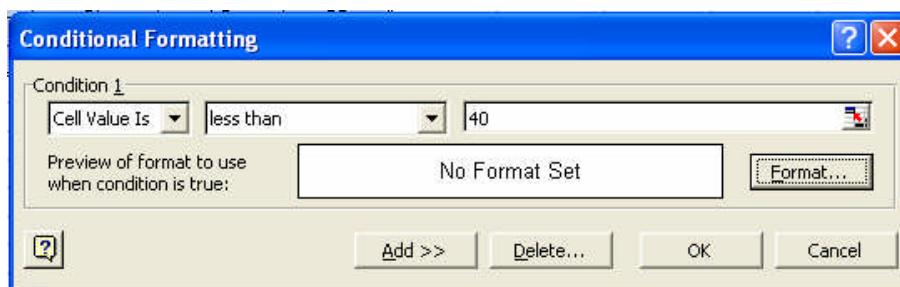 Conditional Formatting
Condition 1
Cell Value Is less than 40
Preview of format to use
when condition is true:
No Format Set
Format...
Add >> Delete... OK Cancel